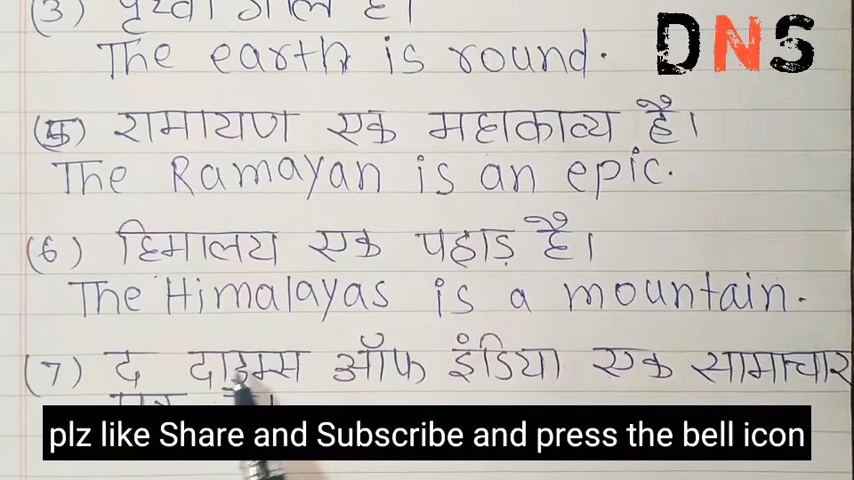 (3) पृथ्वी गोल है।
DNS
The earth is round.
(5) रामायण एक महाकाव्य है।
The Ramayan is an epic.
(6) हिमालय एक पहाड़ है।
The Himalayas is a mountain.
(7) द टाइम्स ऑफ इंडिया एक सामाचार
plz like Share and Subscribe and press the bell icon